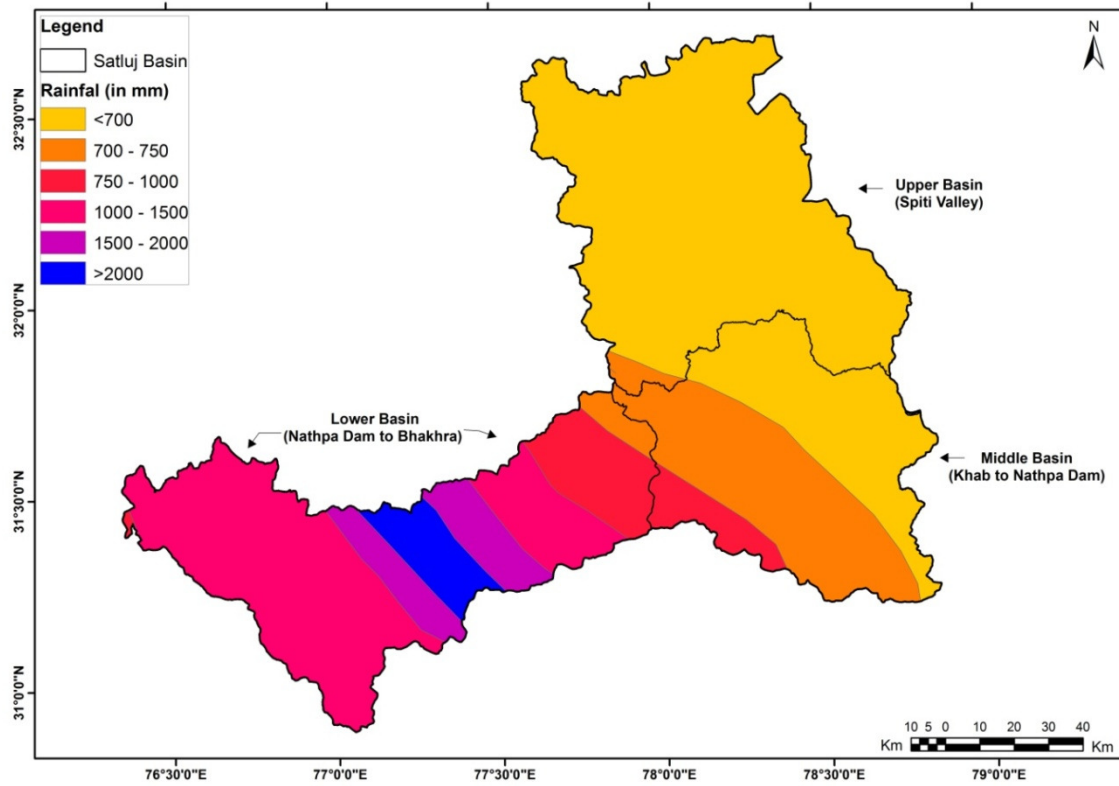 Legend
Satluj Basin
Rainfal (in mm)
<700
700 - 750
750 - 1000
1000 - 1500
1500 - 2000
>2000
N
Upper Basin
(Spiti Valley)
Lower Basin
(Nathpa Dam to Bhakhra)
Middle Basin
(Khab to Nathpa Dam)
32°30'0"N
32°0'0"N
31°30'0"N
31°0'0"N
10 5 0 10 20 30 40
Km Km
76°30'0"E 77°0'0"E 77°30'0"E 78°0'0"E 78°30'0"E 79°0'0"E